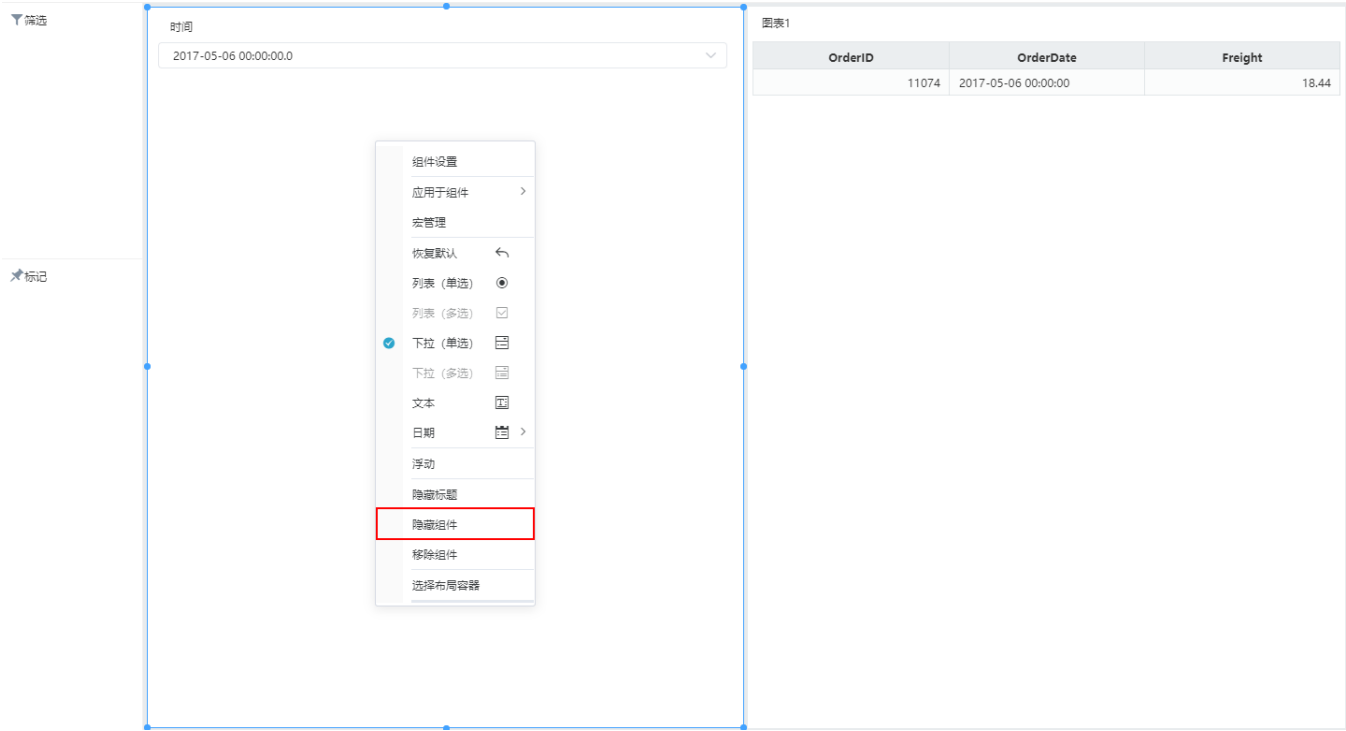 筛选
标记
时间
2017-05-06 00:00:00.0
组件设置
应用于组件
宏管理
恢复默认
列表（单选）
列表（多选）
下拉（单选）
下拉（多选）
文本
日期
浮动
隐藏标题
隐藏组件
移除组件
选择布局容器
图表1
OrderID OrderDate Freight
11074 2017-05-06 00:00:00 18.44